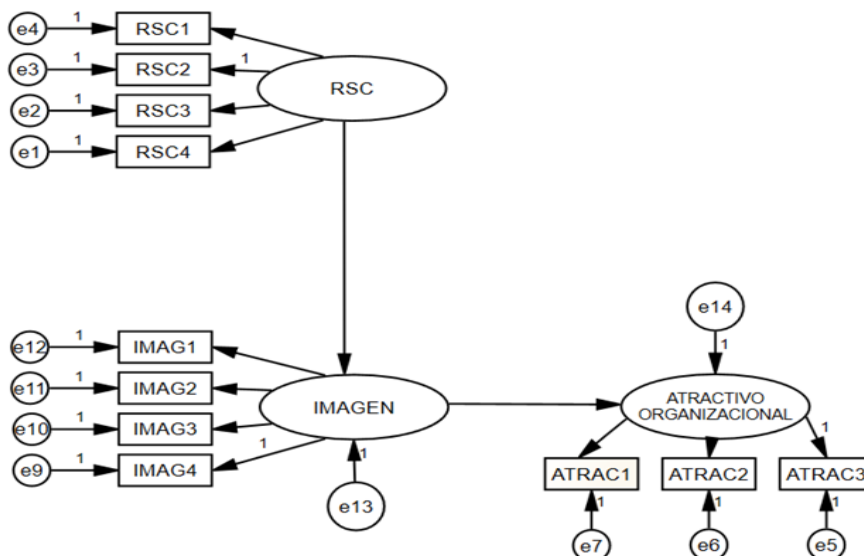 e4 1 RSC1
e3 1 RSC2 1
e2 1 RSC3
e1 1 RSC4
RSC
e12 1 IMAG1
e11 1 IMAG2
e10 1 IMAG3
e9 1 IMAG4 1
IMAGEN
1
e13
e14
1
ATRACTIVO
ORGANIZACIONAL
1
ATRAC1 ATRAC2 ATRAC3
1 1 1
e7 e6 e5